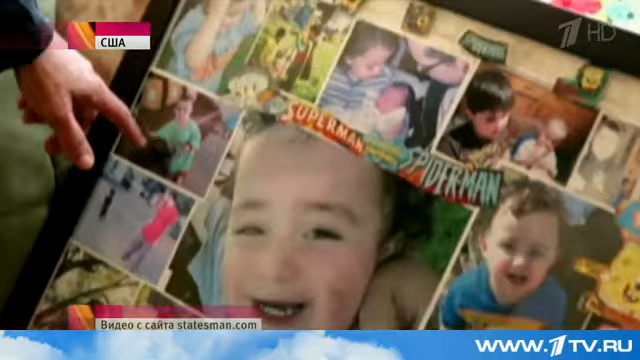 США
1 HD
SUPERMAN
SPIDERMAN
Видео с сайта statesman.com
WWW.1TV.RU